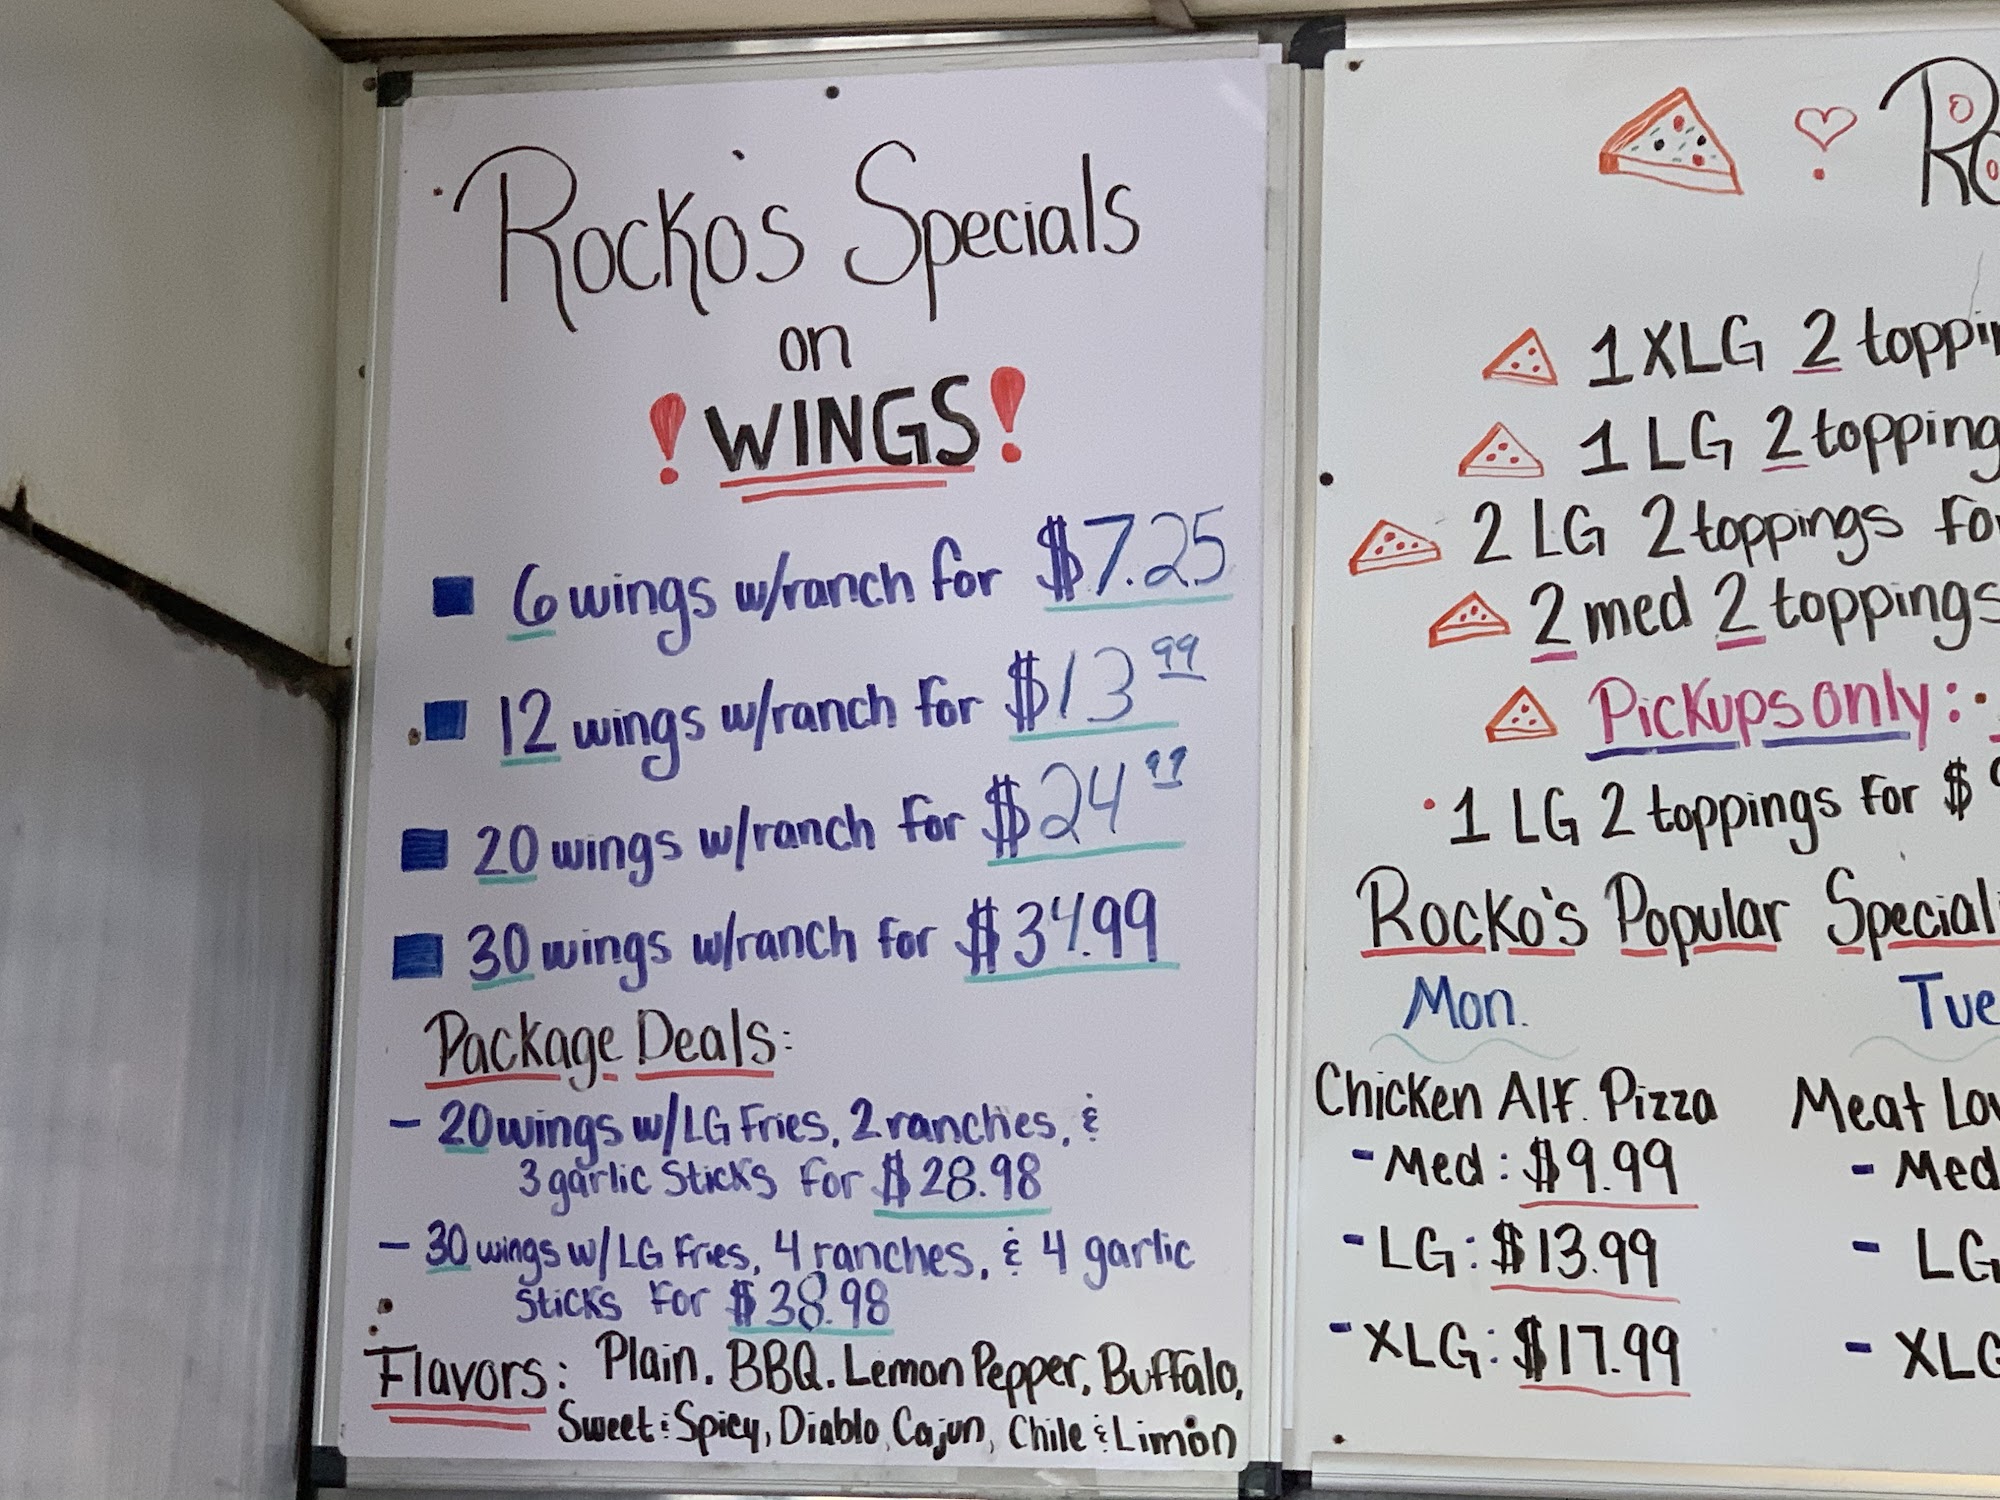 Rocko's Specials
on
! WINGS !
6 wings w/ranch for $7.25
12 wings w/ranch for $13 99
20 wings w/ranch for $24 99
30 wings w/ranch for $34.99
Package Deals:
- 20 wings w/LG Fries, 2 ranches, &
3 garlic Sticks for $28.98
- 30 wings w/LG Fries, 4 ranches, & 4 garlic
Sticks For $38.98
Flavors: Plain, BBQ, Lemon Pepper, Buffalo,
Sweet & Spicy, Diablo, Cajun, Chile & Limón
1 XLG 2
1 LG 2 topping
2 LG 2 toppings
2 med 2 toppings
Pickups only:
• 1 LG 2 toppings for $
Rocko's Popular
Mon.
Tue
Chicken Alf. Pizza
Meat
- Med: $9.99
- Med
- LG: $13.99
- LG
- XLG: $17.99
- XLG